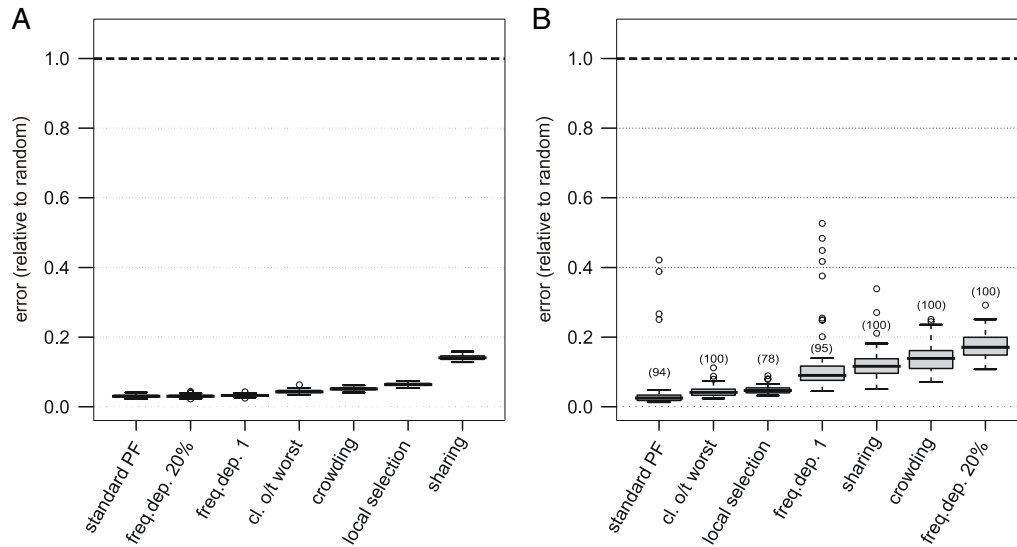 A
error (relative to random)
1.0
0.8
0.6
0.4
0.2
0.0
standard PF
freq.dep. 20%
freq.dep. 1
cl. o/t worst
crowding
local selection
sharing
B
error (relative to random)
1.0
0.8
0.6
0.4
0.2
0.0
(94)
(100)
(78)
(95)
(100)
(100)
(100)
standard PF
cl. o/t worst
local selection
freq.dep. 1
sharing
crowding
freq.dep. 20%